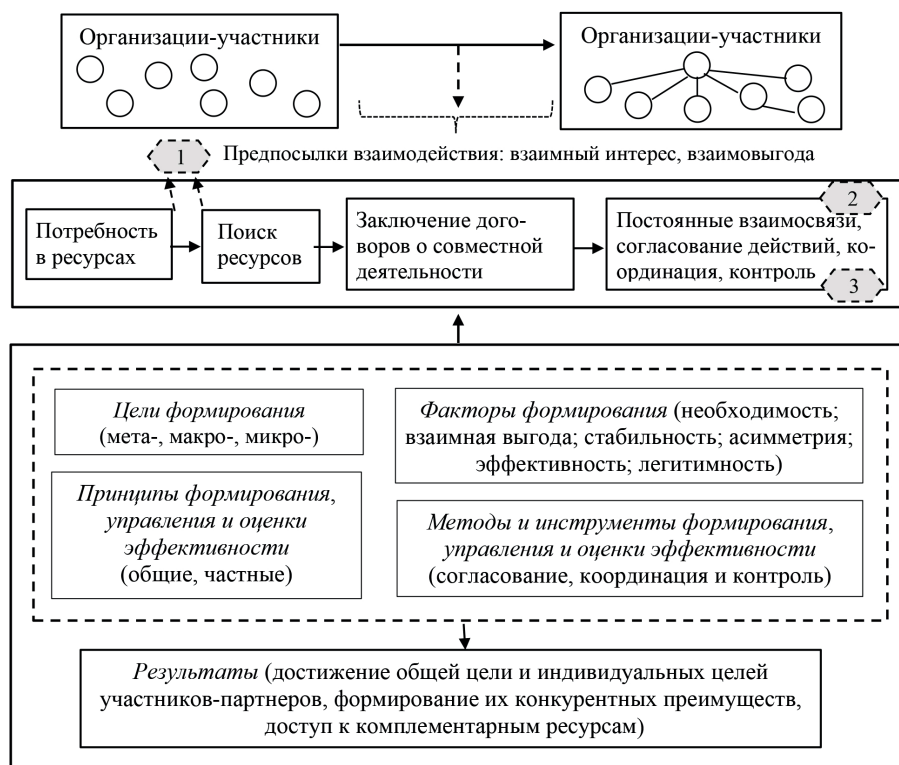 Организации-участники
Организации-участники
1
Предпосылки взаимодействия: взаимный интерес, взаимовыгода
Потребность
в ресурсах
Поиск
ресурсов
Заключение дого-
воров о совместной
деятельности
2
Постоянные взаимосвязи,
согласование действий, ко-
ординация, контроль
3
Цели формирования
(мета-, макро-, микро-)
Факторы формирования (необходимость;
взаимная выгода; стабильность; асимметрия;
эффективность; легитимность)
Принципы формирования,
управления и оценки
эффективности
(общие, частные)
Методы и инструменты формирования,
управления и оценки эффективности
(согласование, координация и контроль)
Результаты (достижение общей цели и индивидуальных целей
участников-партнеров, формирование их конкурентных преимуществ,
доступ к комплементарным ресурсам)